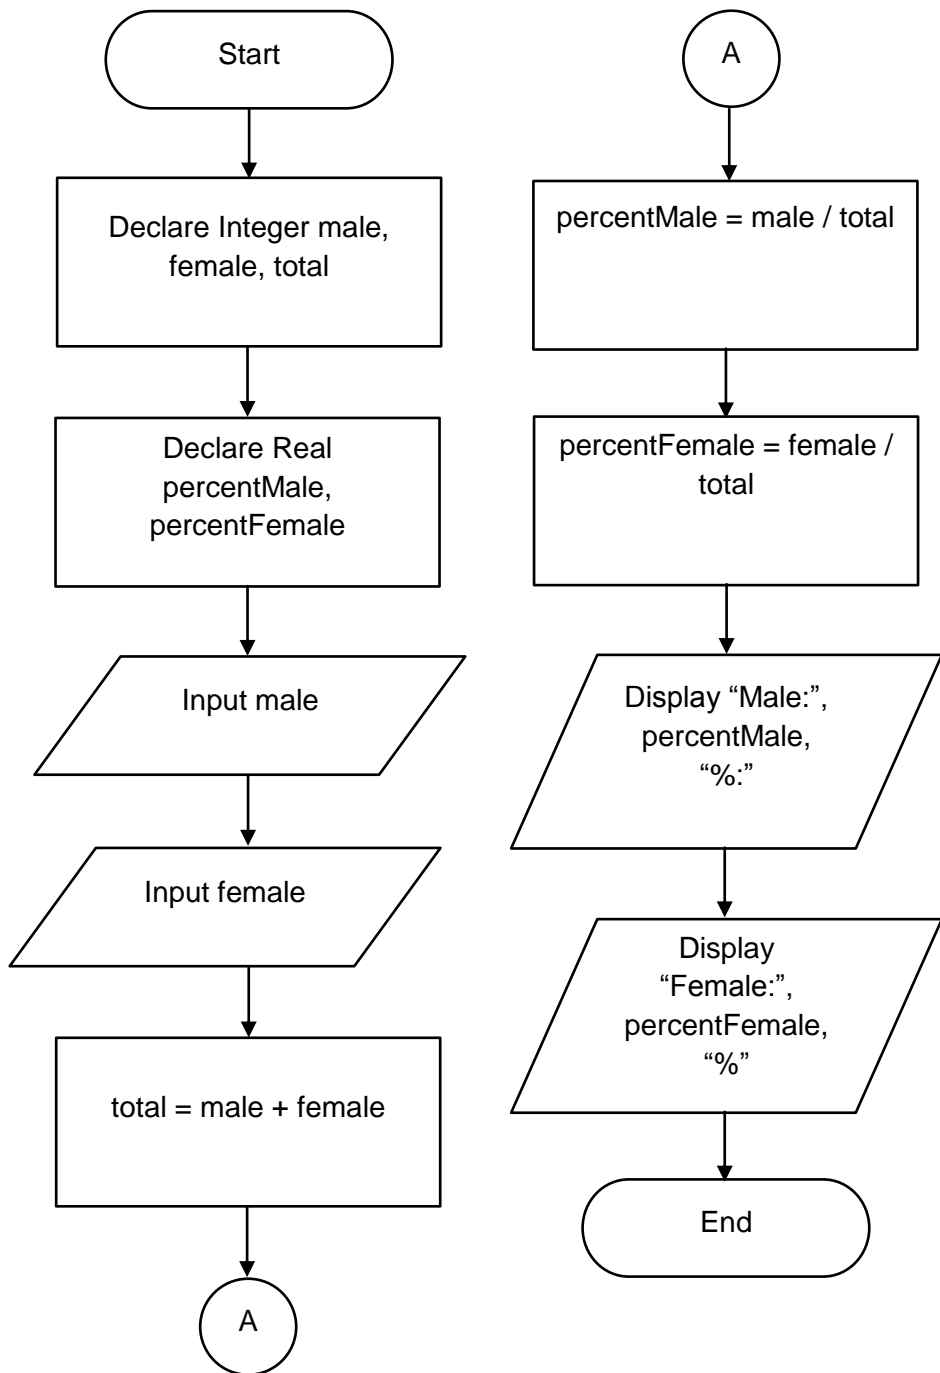 Start
Declare Integer male,
female, total
Declare Real
percentMale,
percentFemale
Input male
Input female
total = male + female
A
A
percentMale = male / total
percentFemale = female /
total
Display “Male:”,
percentMale,
“%:”
Display
“Female:”,
percentFemale,
“%”
End